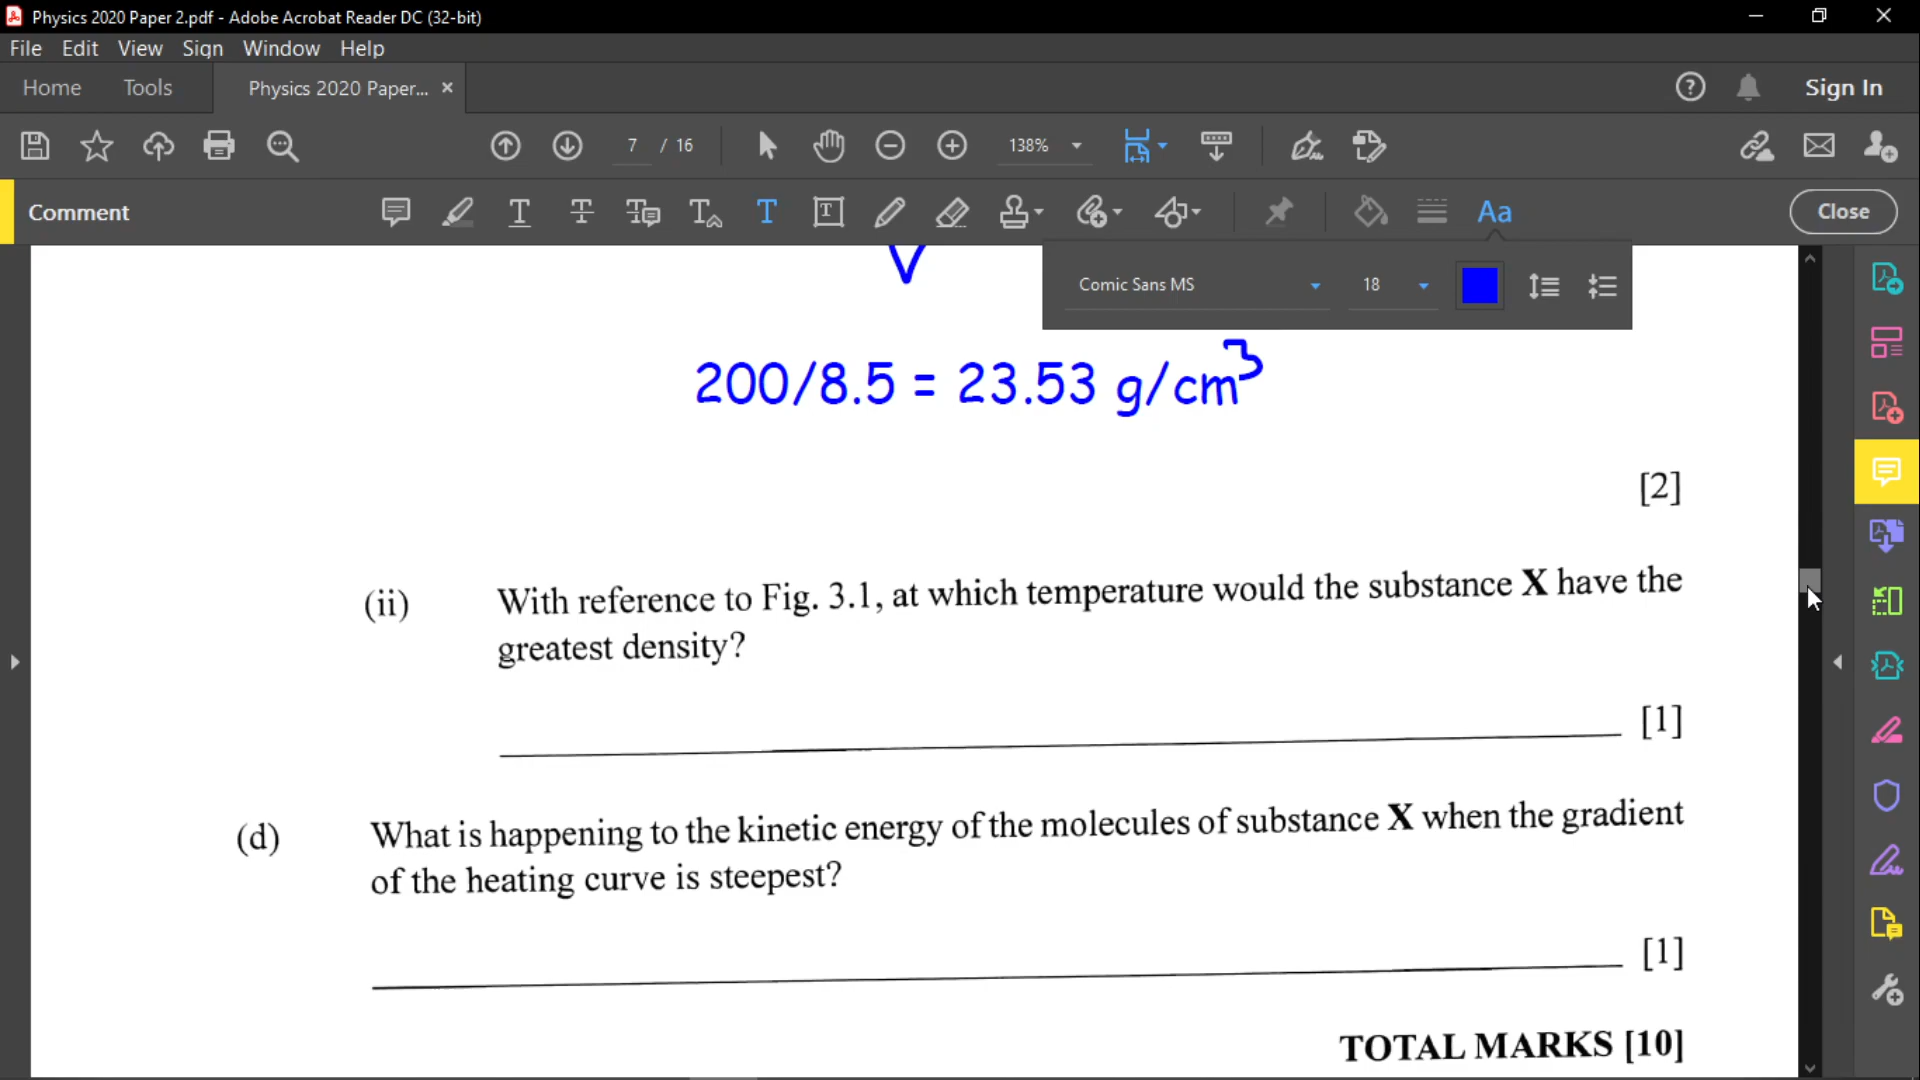 Physics 2020 Paper 2.pdf - Adobe Acrobat Reader DC (32-bit)
File Edit View Sign Window Help
Home Tools Physics 2020 Paper... × Sign In
7 / 16 138%
Comment Close
Comic Sans MS 18
V
200/8.5 = 23.53 g/cm³
[2]
(ii) With reference to Fig. 3.1, at which temperature would the substance X have the
greatest density?
[1]
(d) What is happening to the kinetic energy of the molecules of substance X when the gradient
of the heating curve is steepest?
[1]
TOTAL MARKS [10]